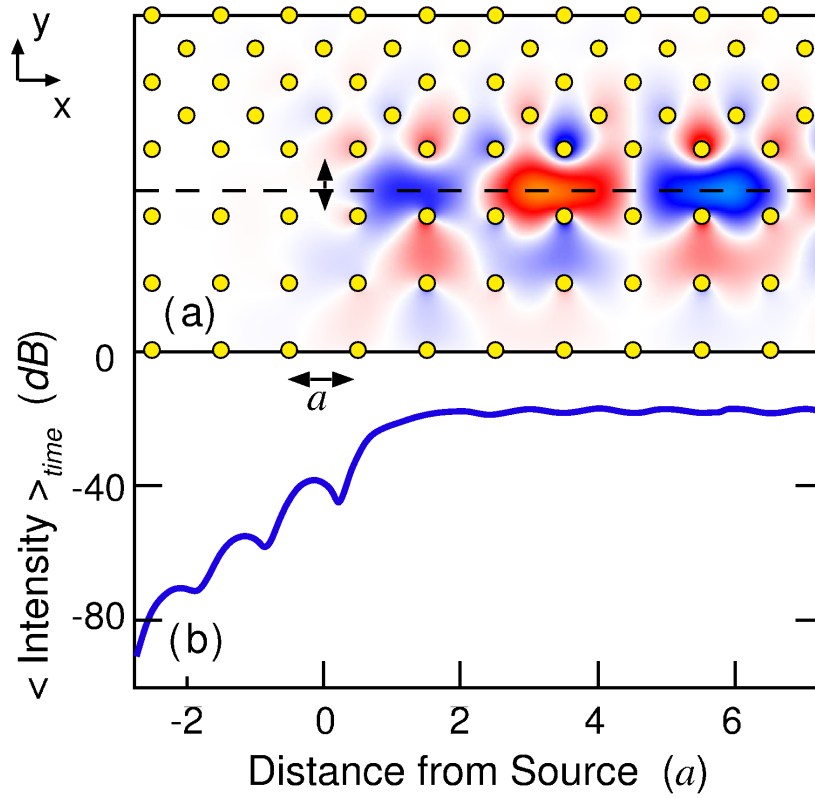 y
x
(a)
a
< Intensity >time (dB)
0
-40
-80
(b)
-2 0 2 4 6
Distance from Source (a)